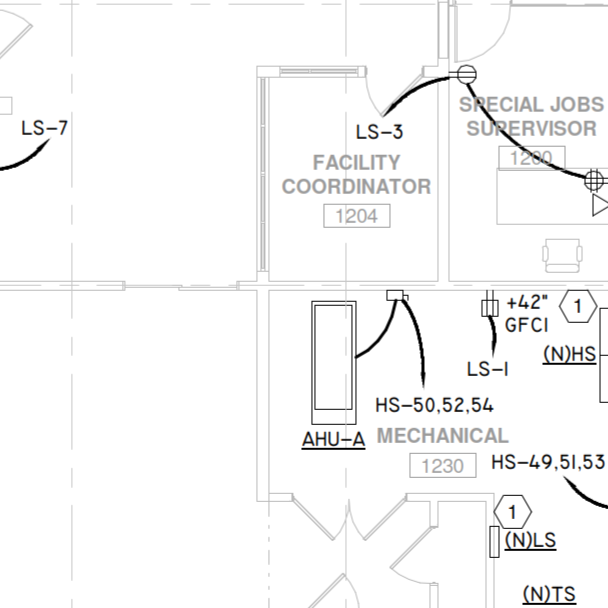 SPECIAL JOBS
SUPERVISOR
1200
LS-7
LS-3
FACILITY
COORDINATOR
1204
+42"
GFCI
1
(N)HS
LS-1
HS-50,52,54
AHU-A
MECHANICAL
1230
HS-49,51,53
1
(N)LS
(N)TS